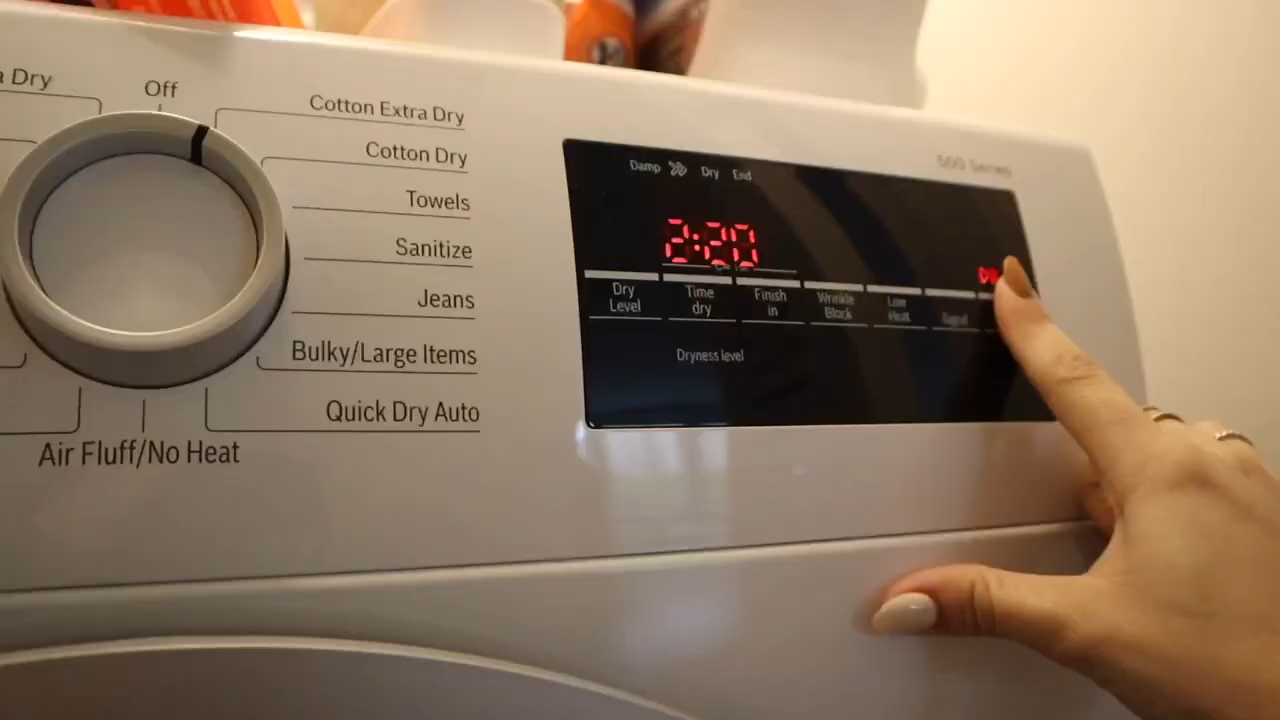 Dry
Off
Cotton Extra Dry
Cotton Dry
Towels
Sanitize
Jeans
Bulky/Large Items
Quick Dry Auto
Air Fluff/No Heat
500 Series
Damp Dry End
2:20
Dry Level
Time dry
Finish in
Wrinkle Block
Low Heat
Signal
Dryness level